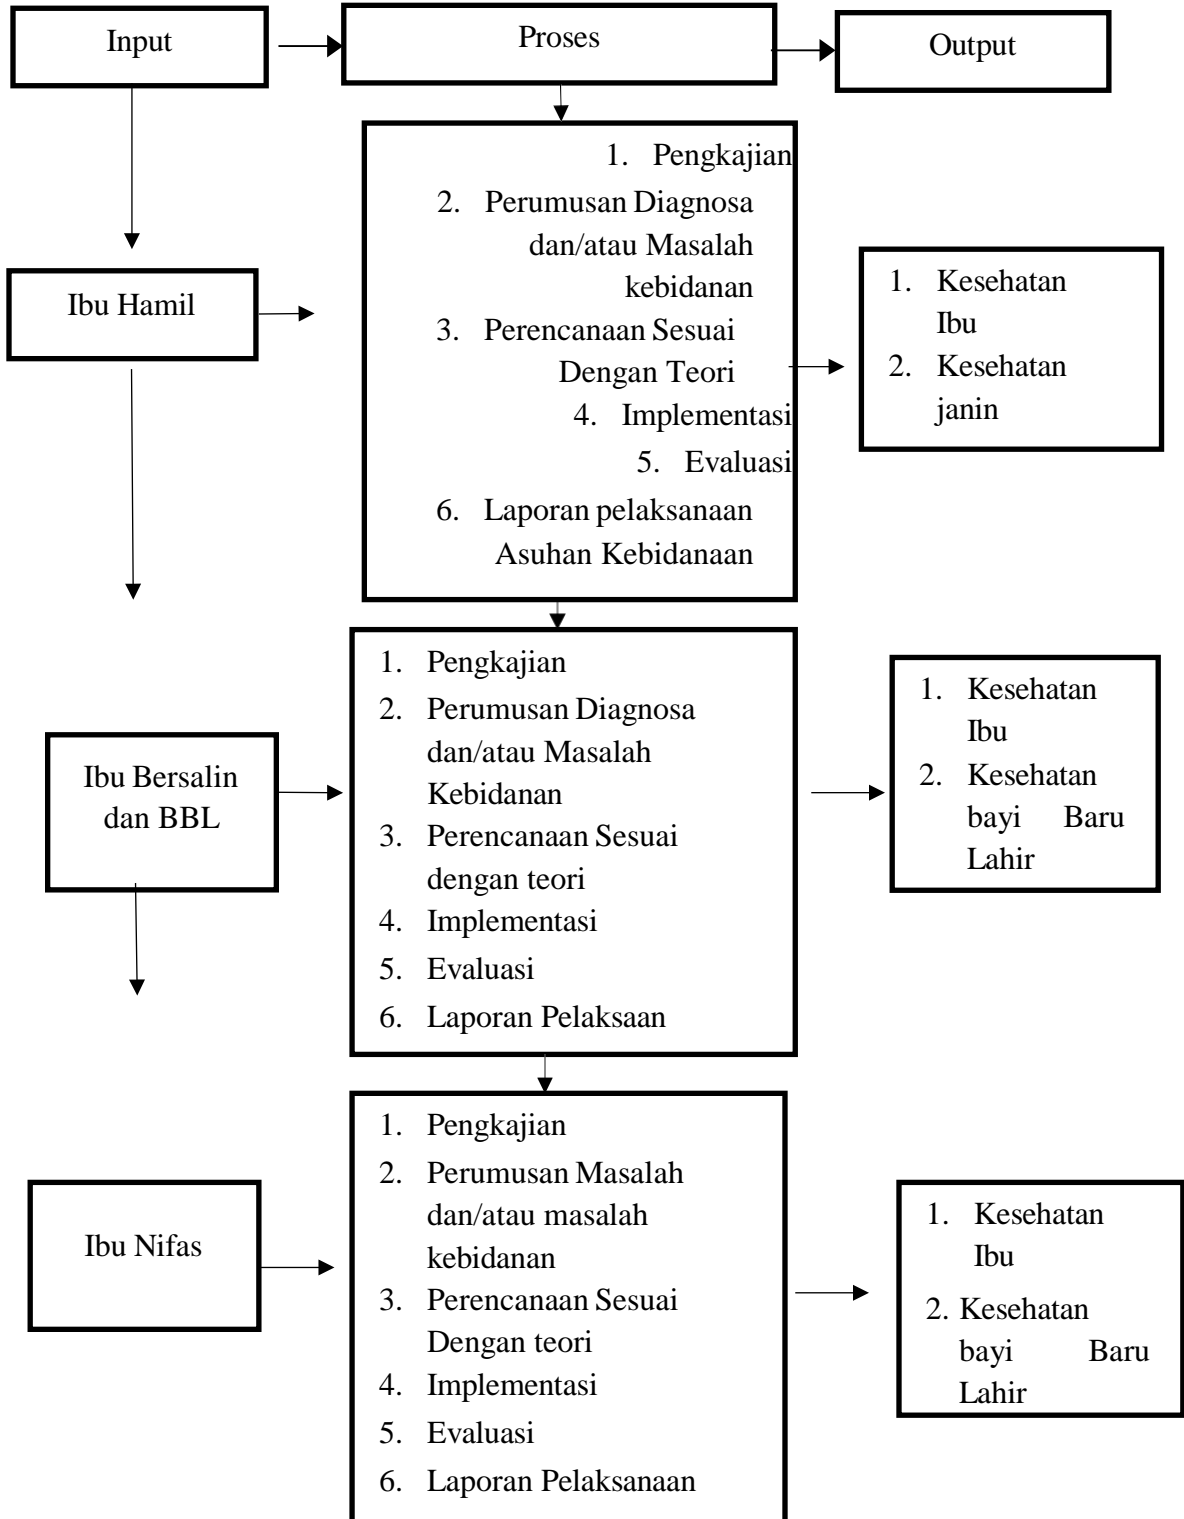 Input
Proses
Output
1. Pengkajian
2. Perumusan Diagnosa
dan/atau Masalah
kebidanan
3. Perencanaan Sesuai
Dengan Teori
4. Implementasi
5. Evaluasi
6. Laporan pelaksanaan
Asuhan Kebidanaan
Ibu Hamil
1. Kesehatan
Ibu
2. Kesehatan
janin
Ibu Bersalin
dan BBL
1. Pengkajian
2. Perumusan Diagnosa
dan/atau Masalah
Kebidanan
3. Perencanaan Sesuai
dengan teori
4. Implementasi
5. Evaluasi
6. Laporan Pelaksaan
1. Kesehatan
Ibu
2. Kesehatan
bayi Baru
Lahir
Ibu Nifas
1. Pengkajian
2. Perumusan Masalah
dan/atau masalah
kebidanan
3. Perencanaan Sesuai
Dengan teori
4. Implementasi
5. Evaluasi
6. Laporan Pelaksanaan
1. Kesehatan
Ibu
2. Kesehatan
bayi Baru
Lahir